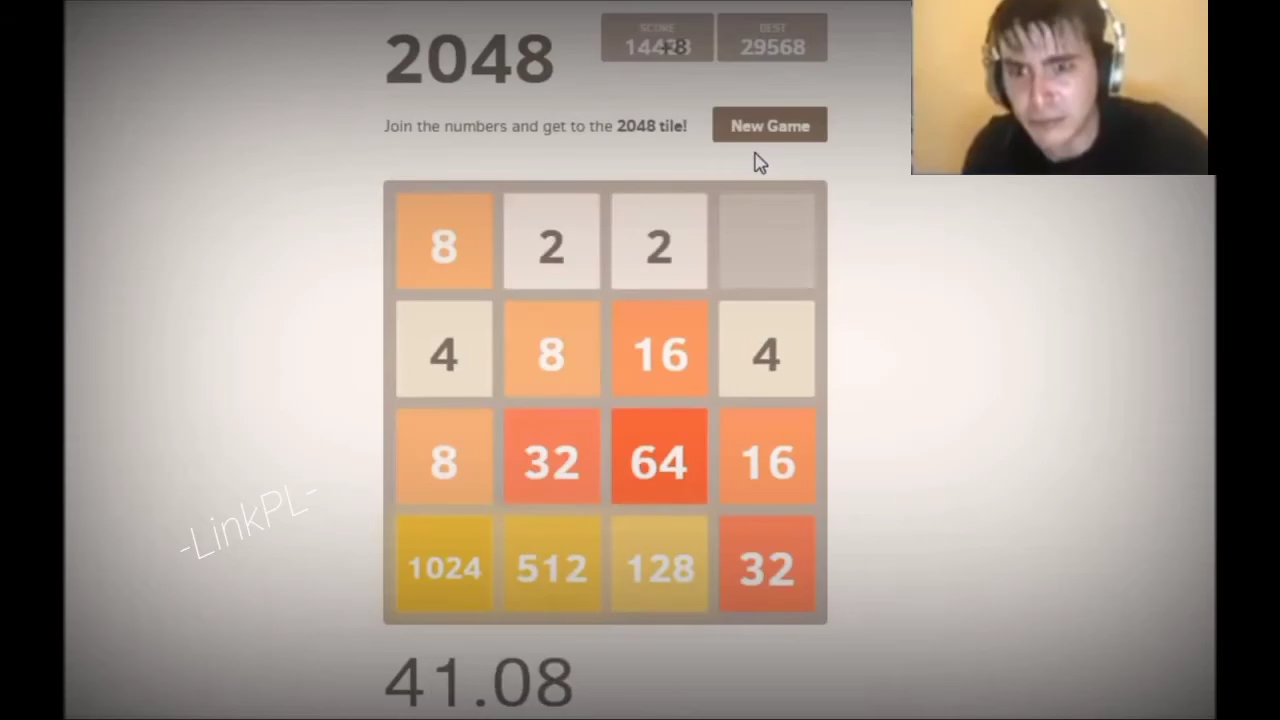 2048
SCORE
BEST
29568
Join the numbers and get to the 2048 tile!
New Game
8 2 2
4 8 16 4
8 32 64 16
1024 512 128 32
-LinkPL-
41.08